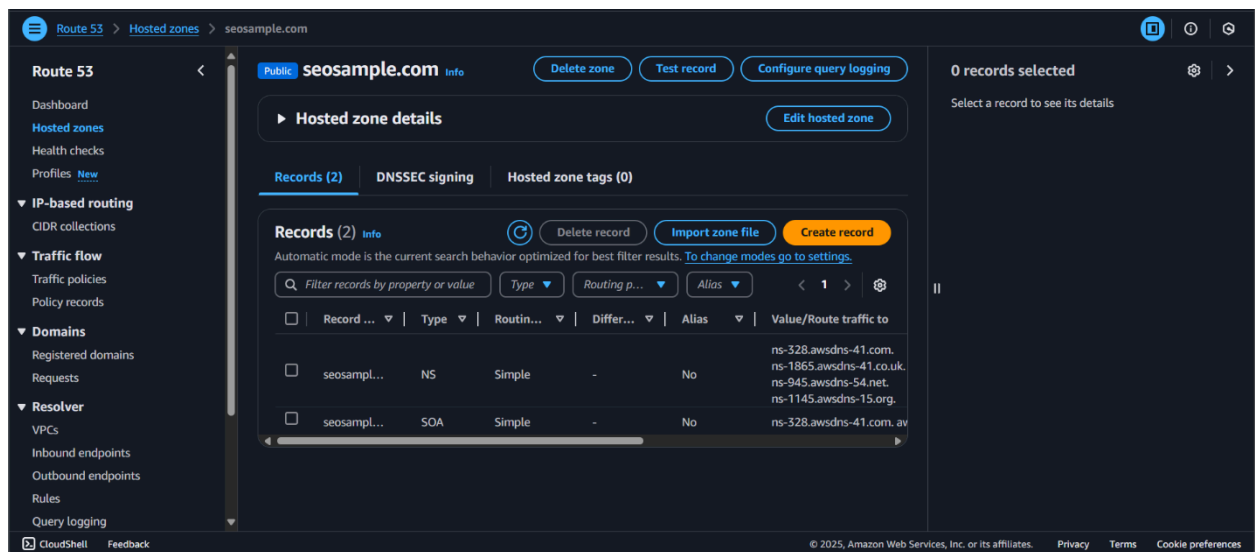 Route 53 > Hosted zones > seosample.com
Route 53
Dashboard
Hosted zones
Health checks
Profiles New
IP-based routing
CIDR collections
Traffic flow
Traffic policies
Policy records
Domains
Registered domains
Requests
Resolver
VPCs
Inbound endpoints
Outbound endpoints
Rules
Query logging
Public seosample.com Info
Delete zone
Test record
Configure query logging
Hosted zone details
Edit hosted zone
Records (2)
DNSSEC signing
Hosted zone tags (0)
Records (2) Info
Delete record
Import zone file
Create record
Automatic mode is the current search behavior optimized for best filter results. To change modes go to settings.
Filter records by property or value
Type
Routing p...
Alias
< 1 >
Record ... | Type | Routin... | Differ... | Alias | Value/Route traffic to
seosampl... NS Simple - No
ns-328.awsdns-41.com.
ns-1865.awsdns-41.co.uk.
ns-945.awsdns-54.net.
ns-1145.awsdns-15.org.
seosampl... SOA Simple - No ns-328.awsdns-41.com. aw
0 records selected
Select a record to see its details
CloudShell Feedback
© 2025, Amazon Web Services, Inc. or its affiliates. Privacy Terms Cookie preferences